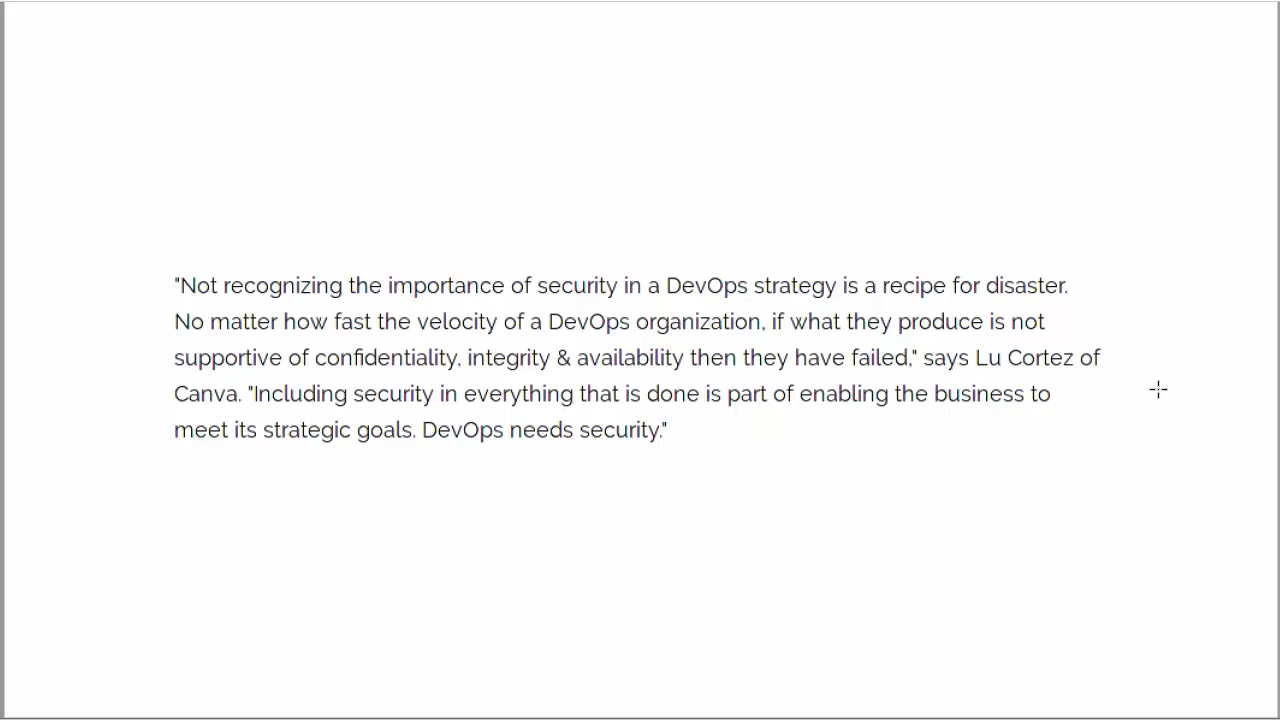 "Not recognizing the importance of security in a DevOps strategy is a recipe for disaster.
No matter how fast the velocity of a DevOps organization, if what they produce is not
supportive of confidentiality, integrity & availability then they have failed," says Lu Cortez of
Canva. "Including security in everything that is done is part of enabling the business to
meet its strategic goals. DevOps needs security."